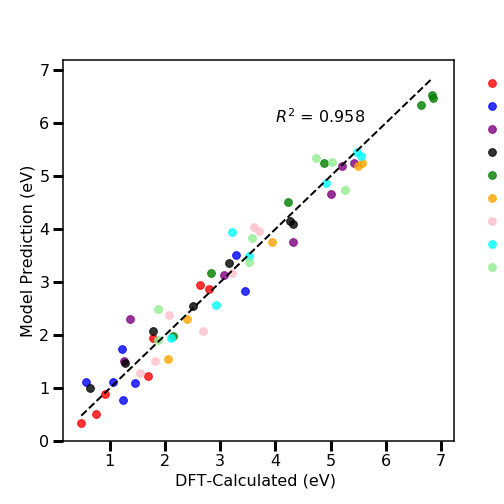 7
6
5
4
3
2
1
0
Model Prediction (eV)
R² = 0.958
1 2 3 4 5 6 7
DFT-Calculated (eV)